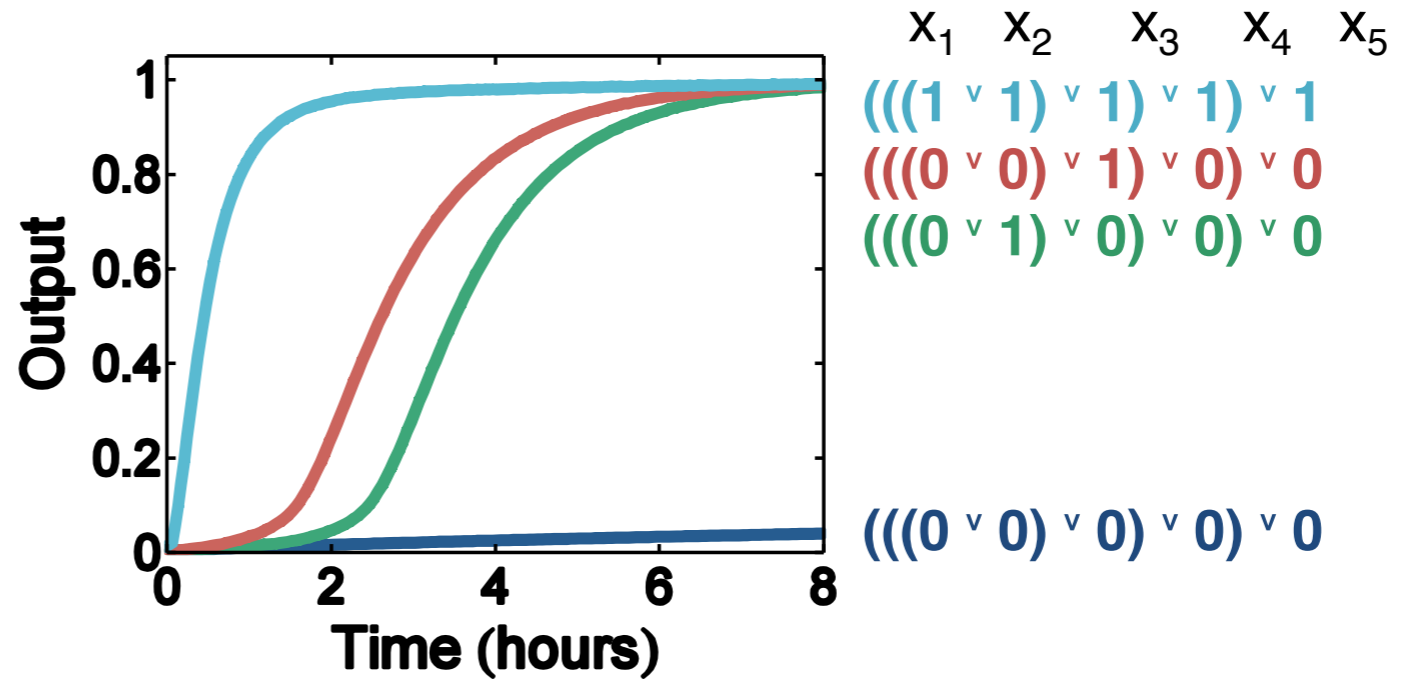 x₁ x₂ x₃ x₄ x₅
(((1 ˅ 1) ˅ 1) ˅ 1) ˅ 1
(((0 ˅ 0) ˅ 1) ˅ 0) ˅ 0
(((0 ˅ 1) ˅ 0) ˅ 0) ˅ 0
(((0 ˅ 0) ˅ 0) ˅ 0) ˅ 0
Output
1
0.8
0.6
0.4
0.2
0
0 2 4 6 8
Time (hours)